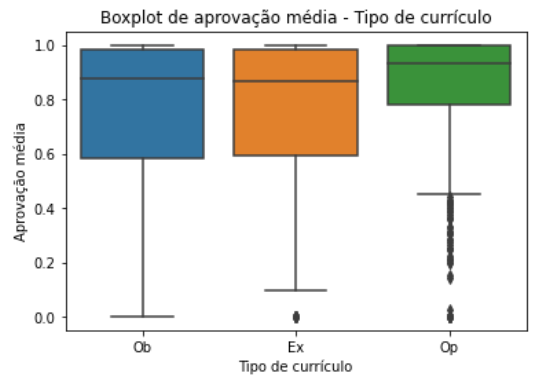 Boxplot de aprovação média - Tipo de currículo
Aprovação média
1.0
0.8
0.6
0.4
0.2
0.0
Ob Ex Op
Tipo de currículo